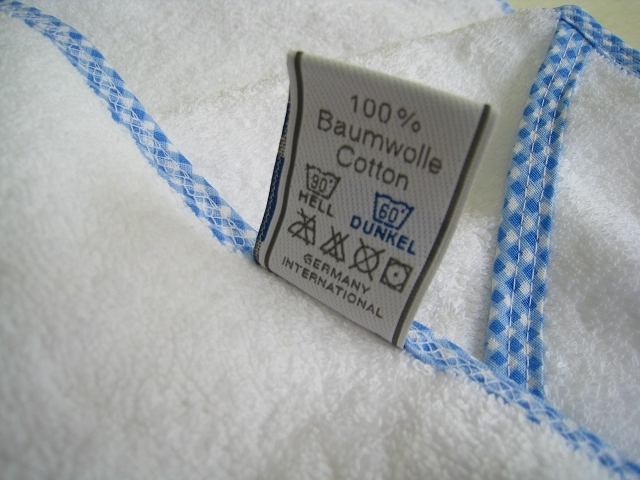 100%
Baumwolle
Cotton
90° 60°
HELL DUNKEL
GERMANY
INTERNATIONAL